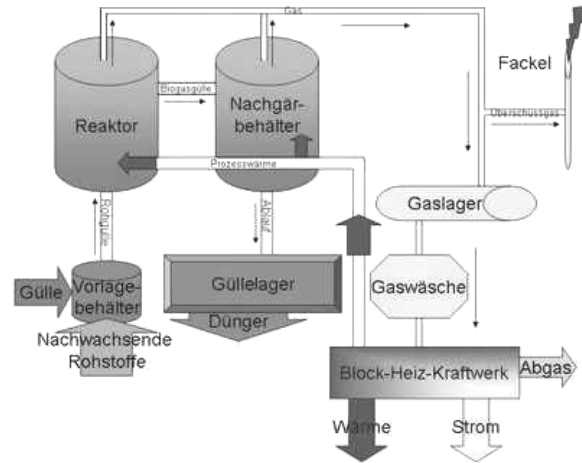 Gas
Fackel
Reaktor
Biogasgülle
Nachgär-
behälter
Überschussgas
Prozesswärme
Gaslager
Rohgülle
Ablauf
Gülle
Vorlage-
behälter
Nachwachsende
Rohstoffe
Güllelager
Dünger
Gaswäsche
Block-Heiz-Kraftwerk
Abgas
Wärme
Strom